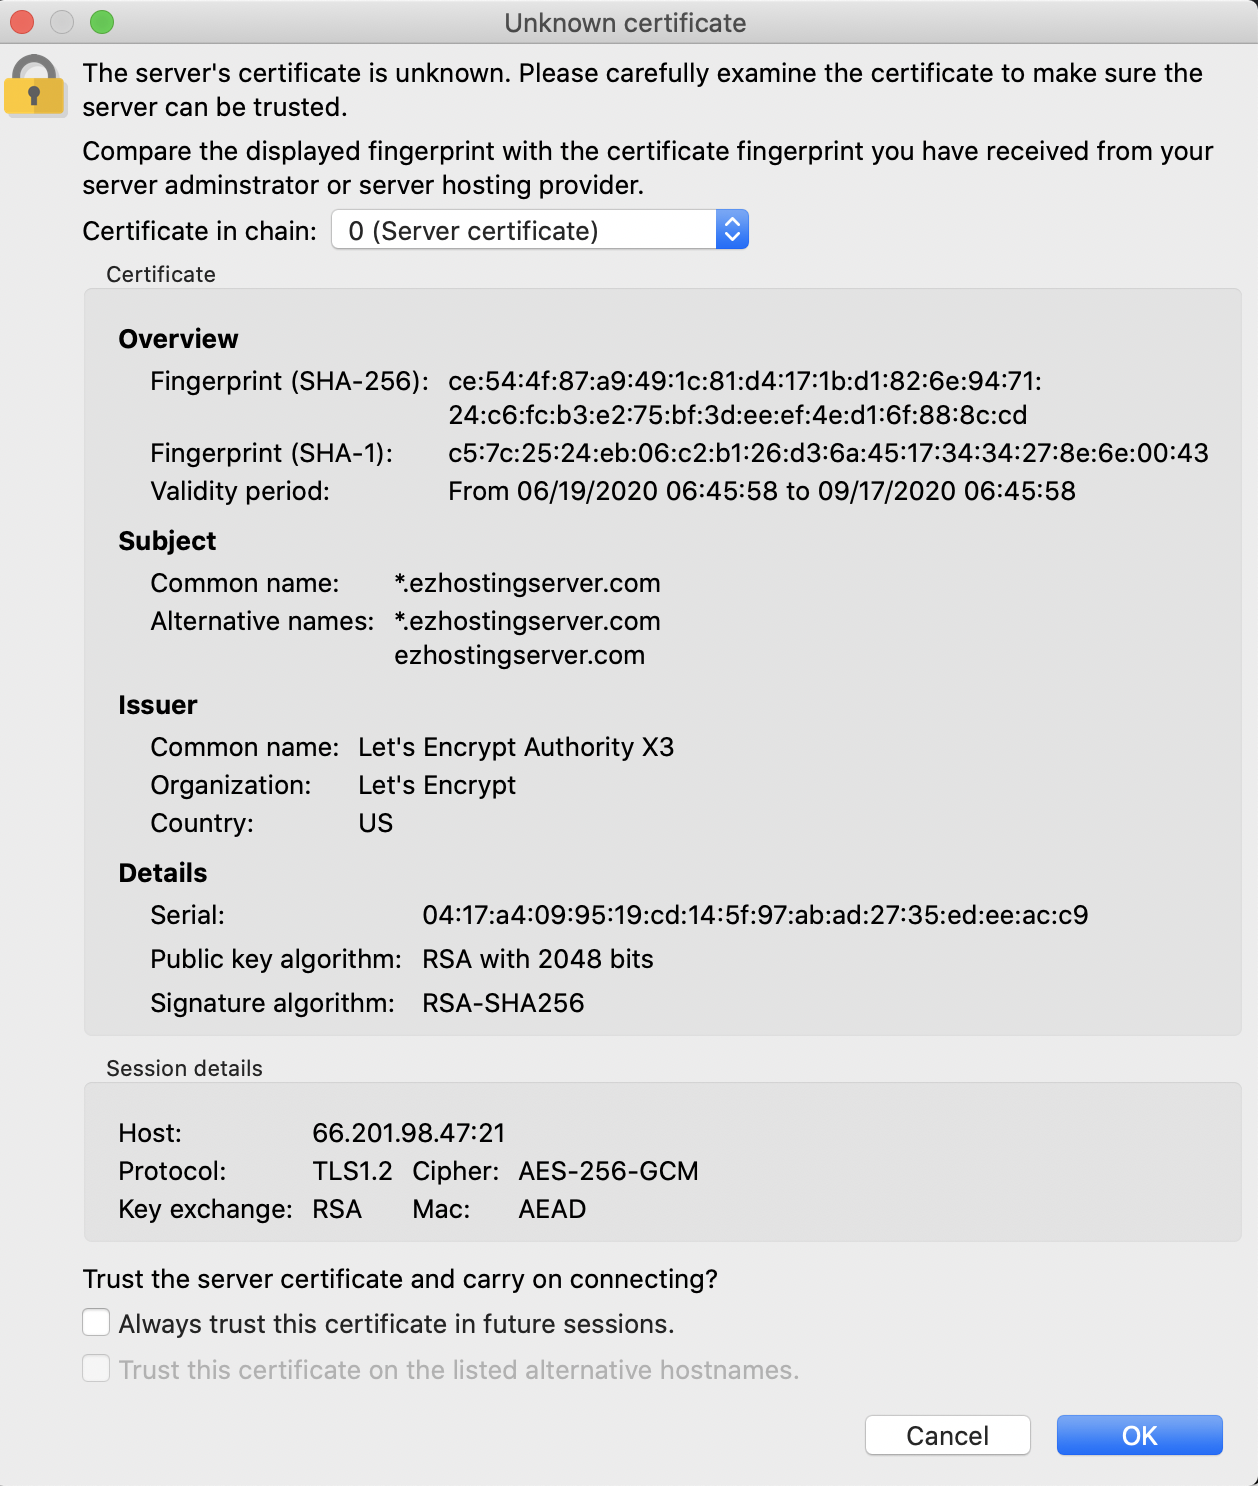 Unknown certificate
The server's certificate is unknown. Please carefully examine the certificate to make sure the
server can be trusted.
Compare the displayed fingerprint with the certificate fingerprint you have received from your
server adminstrator or server hosting provider.
Certificate in chain: 0 (Server certificate)
Certificate
Overview
Fingerprint (SHA-256): ce:54:4f:87:a9:49:1c:81:d4:17:1b:d1:82:6e:94:71:
24:c6:fc:b3:e2:75:bf:3d:ee:ef:4e:d1:6f:88:8c:cd
Fingerprint (SHA-1): c5:7c:25:24:eb:06:c2:b1:26:d3:6a:45:17:34:34:27:8e:6e:00:43
Validity period: From 06/19/2020 06:45:58 to 09/17/2020 06:45:58
Subject
Common name: *.ezhostingserver.com
Alternative names: *.ezhostingserver.com
ezhostingserver.com
Issuer
Common name: Let's Encrypt Authority X3
Organization: Let's Encrypt
Country: US
Details
Serial: 04:17:a4:09:95:19:cd:14:5f:97:ab:ad:27:35:ed:ee:ac:c9
Public key algorithm: RSA with 2048 bits
Signature algorithm: RSA-SHA256
Session details
Host: 66.201.98.47:21
Protocol: TLS1.2 Cipher: AES-256-GCM
Key exchange: RSA Mac: AEAD
Trust the server certificate and carry on connecting?
Always trust this certificate in future sessions.
Trust this certificate on the listed alternative hostnames.
Cancel OK